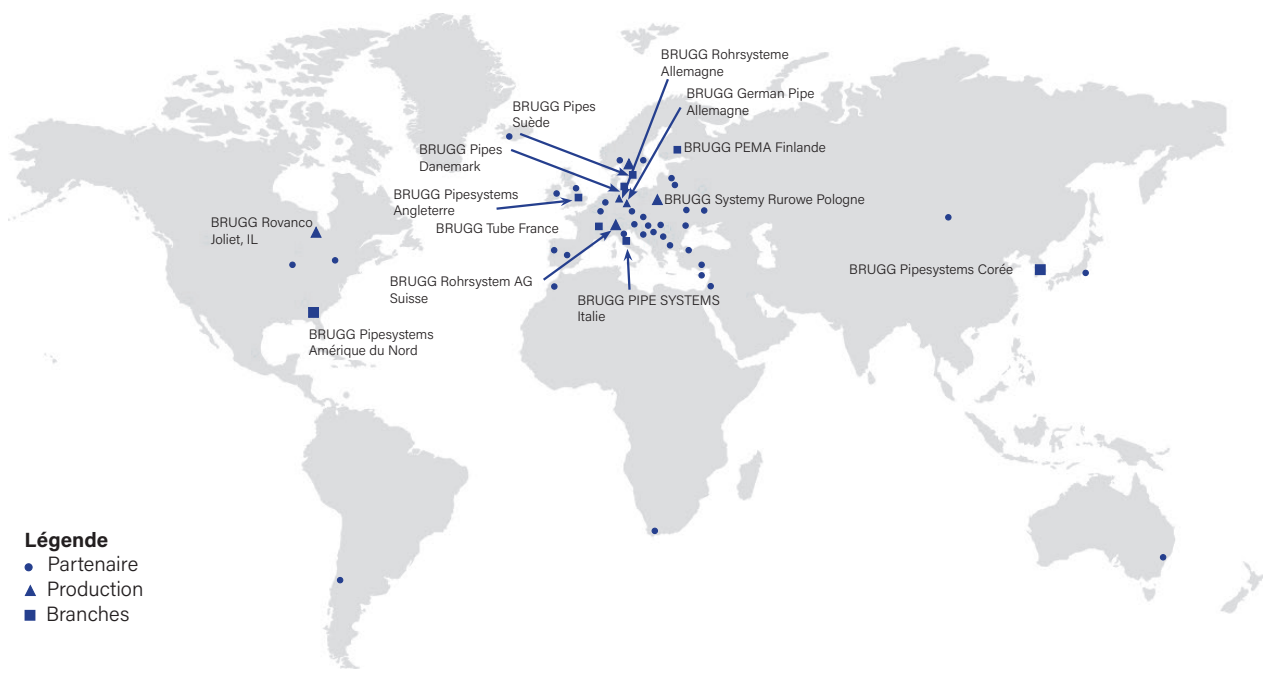 BRUGG Rohrsysteme
Allemagne
BRUGG German Pipe
Allemagne
BRUGG Pipes
Suède
BRUGG Pipes
Danemark
BRUGG PEMA Finlande
BRUGG Pipesystems
Angleterre
BRUGG Systemy Rurowe Pologne
BRUGG Tube France
BRUGG Rovanco
Joliet, IL
BRUGG Pipesystems Corée
BRUGG Rohrsystem AG
Suisse
BRUGG PIPE SYSTEMS
Italie
BRUGG Pipesystems
Amérique du Nord
Légende
Partenaire
Production
Branches